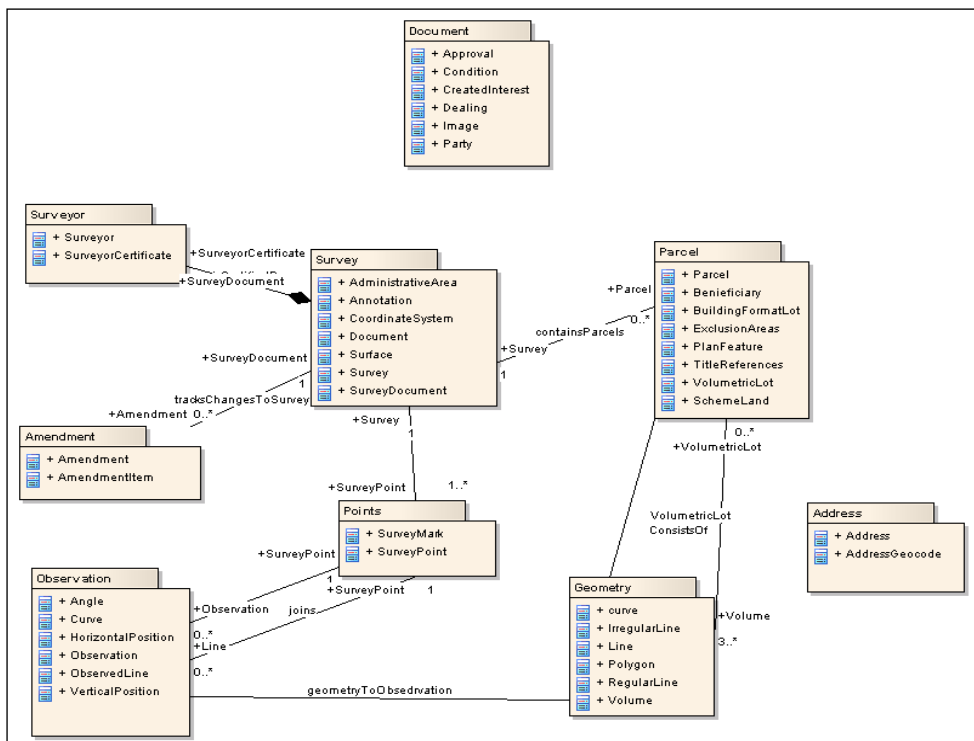 Document
+ Approval
+ Condition
+ CreatedInterest
+ Dealing
+ Image
+ Party
Surveyor
+ Surveyor
+ SurveyorCertificate
+SurveyorCertificate
+SurveyDocument
Survey
+ AdministrativeArea
+ Annotation
+ CoordinateSystem
+ Document
+ Surface
+ Survey
+ SurveyDocument
Parcel
+ Parcel
+ Benieficiary
+ BuildingFormatLot
+ ExclusionAreas
+ PlanFeature
+ TitleReferences
+ VolumetricLot
+ SchemeLand
+Parcel
0..*
containsParcels
+Survey
1
+SurveyDocument
1
tracksChangesToSurvey
+Amendment 0..*
Amendment
+ Amendment
+ AmendmentItem
+Survey
1
+SurveyPoint
1..*
Points
+ SurveyMark
+ SurveyPoint
0..*
+VolumetricLot
VolumetricLot
ConsistsOf
Address
+ Address
+ AddressGeocode
+SurveyPoint
1
+SurveyPoint 1
+Observation
joins
0..*
+Line
0..*
Observation
+ Angle
+ Curve
+ HorizontalPosition
+ Observation
+ ObservedLine
+ VerticalPosition
Geometry
+ curve
+ IrregularLine
+ Line
+ Polygon
+ RegularLine
+ Volume
+Volume
3..*
geometryToObsedrvation